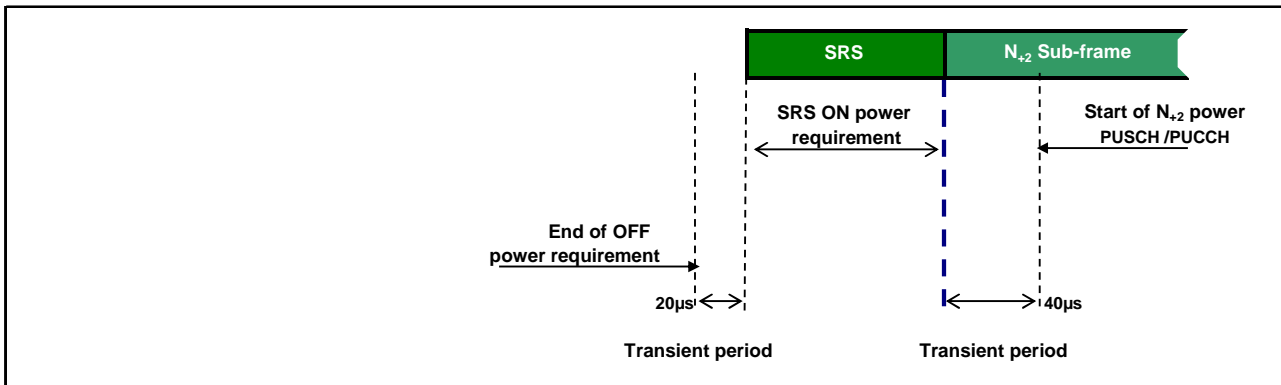 SRS
N+2 Sub-frame
SRS ON power
requirement
Start of N+2 power
PUSCH /PUCCH
End of OFF
power requirement
20µs
40µs
Transient period
Transient period